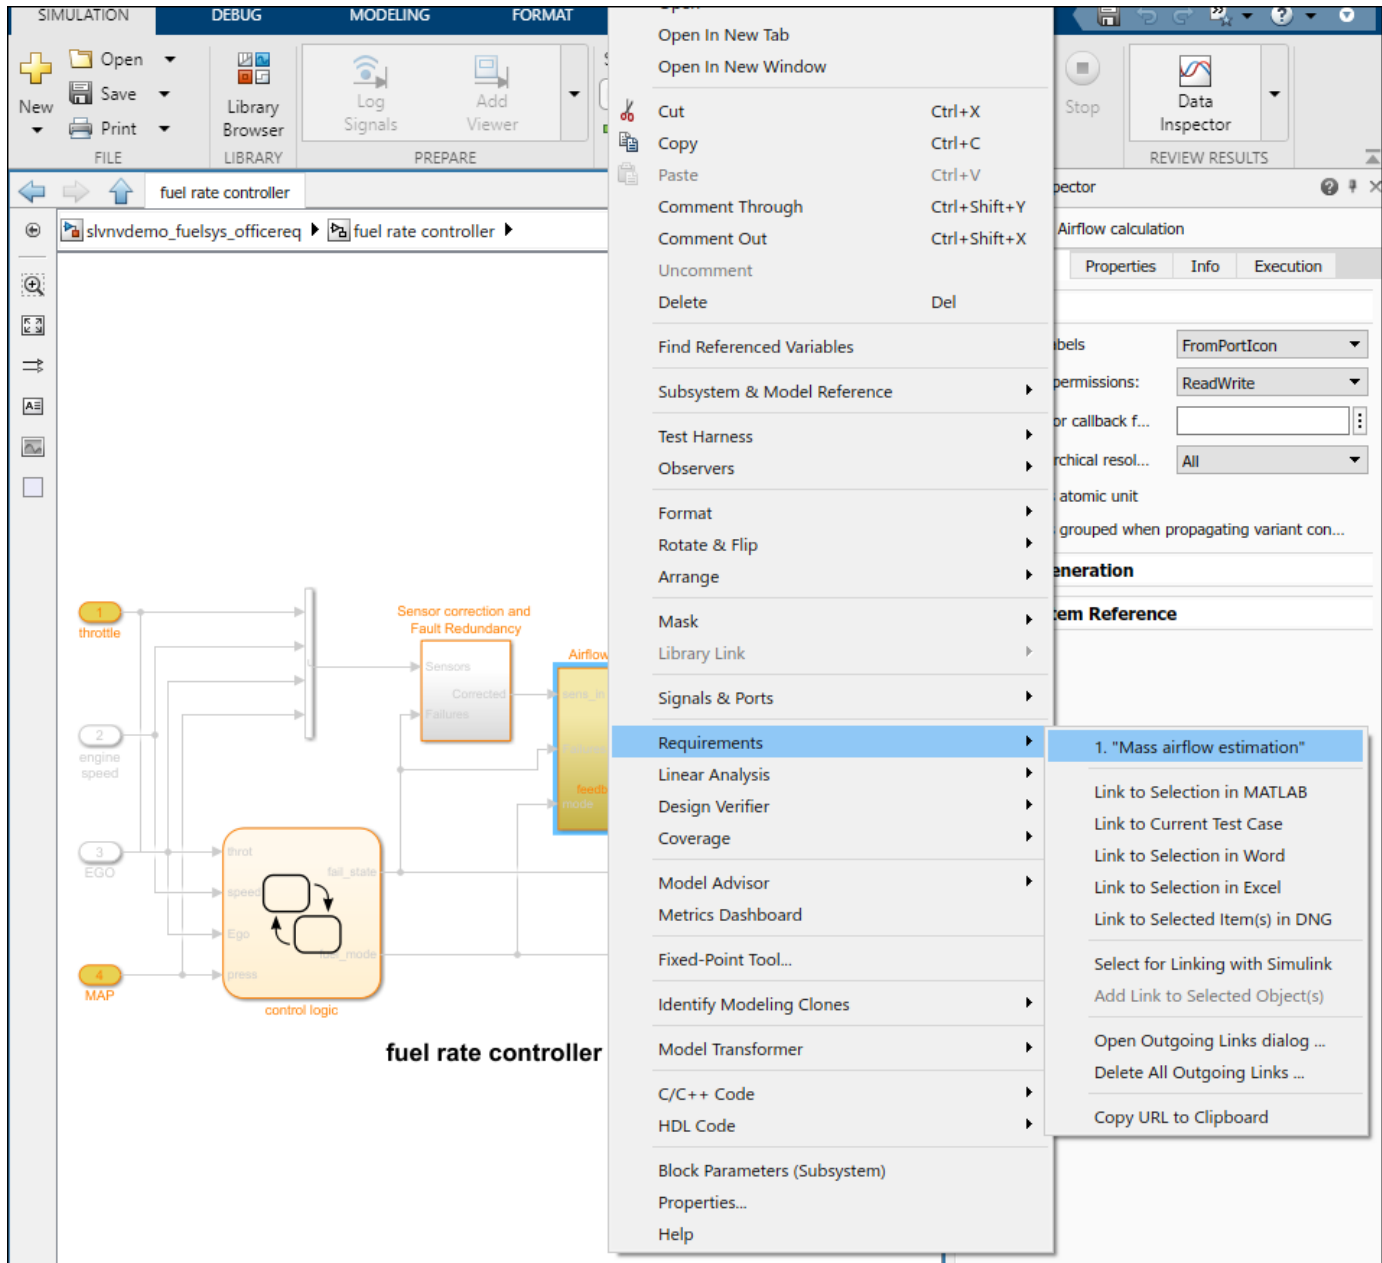 SIMULATION
DEBUG
MODELING
FORMAT
New
Open
Save
Print
FILE
Library
Browser
LIBRARY
Log
Signals
Add
Viewer
PREPARE
Stop
Data
Inspector
REVIEW RESULTS
fuel rate controller
slvnvdemo_fuelsys_officereq
fuel rate controller
1
throttle
2
engine
speed
3
EGO
4
MAP
Sensor correction and
Fault Redundancy
Sensors
Corrected
Failures
Airflow
sens_in
mode
throt
speed
Ego
press
fail_state
fuel_mode
control logic
fuel rate controller
Open In New Tab
Open In New Window
Cut Ctrl+X
Copy Ctrl+C
Paste Ctrl+V
Comment Through Ctrl+Shift+Y
Comment Out Ctrl+Shift+X
Uncomment
Delete Del
Find Referenced Variables
Subsystem & Model Reference
Test Harness
Observers
Format
Rotate & Flip
Arrange
Mask
Library Link
Signals & Ports
Requirements
Linear Analysis
Design Verifier
Coverage
Model Advisor
Metrics Dashboard
Fixed-Point Tool...
Identify Modeling Clones
Model Transformer
C/C++ Code
HDL Code
Block Parameters (Subsystem)
Properties...
Help
1. "Mass airflow estimation"
Link to Selection in MATLAB
Link to Current Test Case
Link to Selection in Word
Link to Selection in Excel
Link to Selected Item(s) in DNG
Select for Linking with Simulink
Add Link to Selected Object(s)
Open Outgoing Links dialog ...
Delete All Outgoing Links ...
Copy URL to Clipboard
pector
Airflow calculation
Properties
Info
Execution
abels FromPortIcon
permissions: ReadWrite
or callback f...
rchical resol... All
atomic unit
grouped when propagating variant con...
eneration
tem Reference